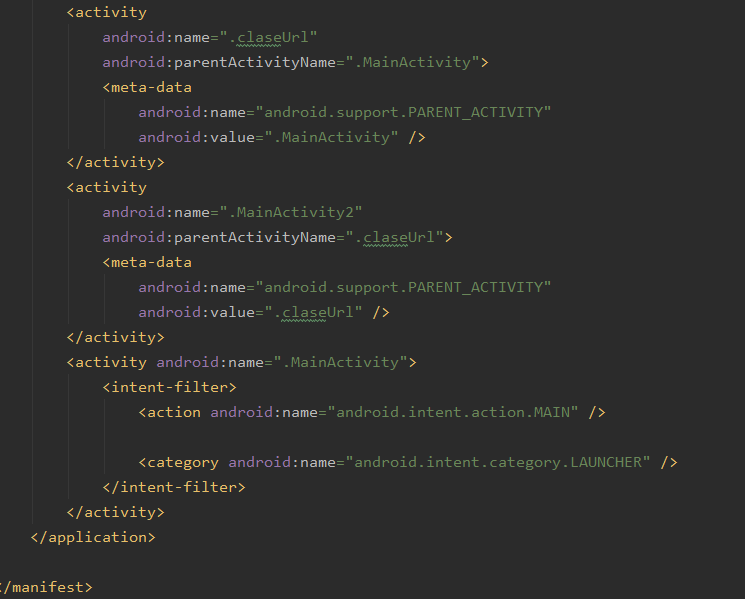 <activity
android:name=".claseUrl"
android:parentActivityName=".MainActivity">
<meta-data
android:name="android.support.PARENT_ACTIVITY"
android:value=".MainActivity" />
</activity>
<activity
android:name=".MainActivity2"
android:parentActivityName=".claseUrl">
<meta-data
android:name="android.support.PARENT_ACTIVITY"
android:value=".claseUrl" />
</activity>
<activity android:name=".MainActivity">
<intent-filter>
<action android:name="android.intent.action.MAIN" />
<category android:name="android.intent.category.LAUNCHER" />
</intent-filter>
</activity>
</application>
</manifest>